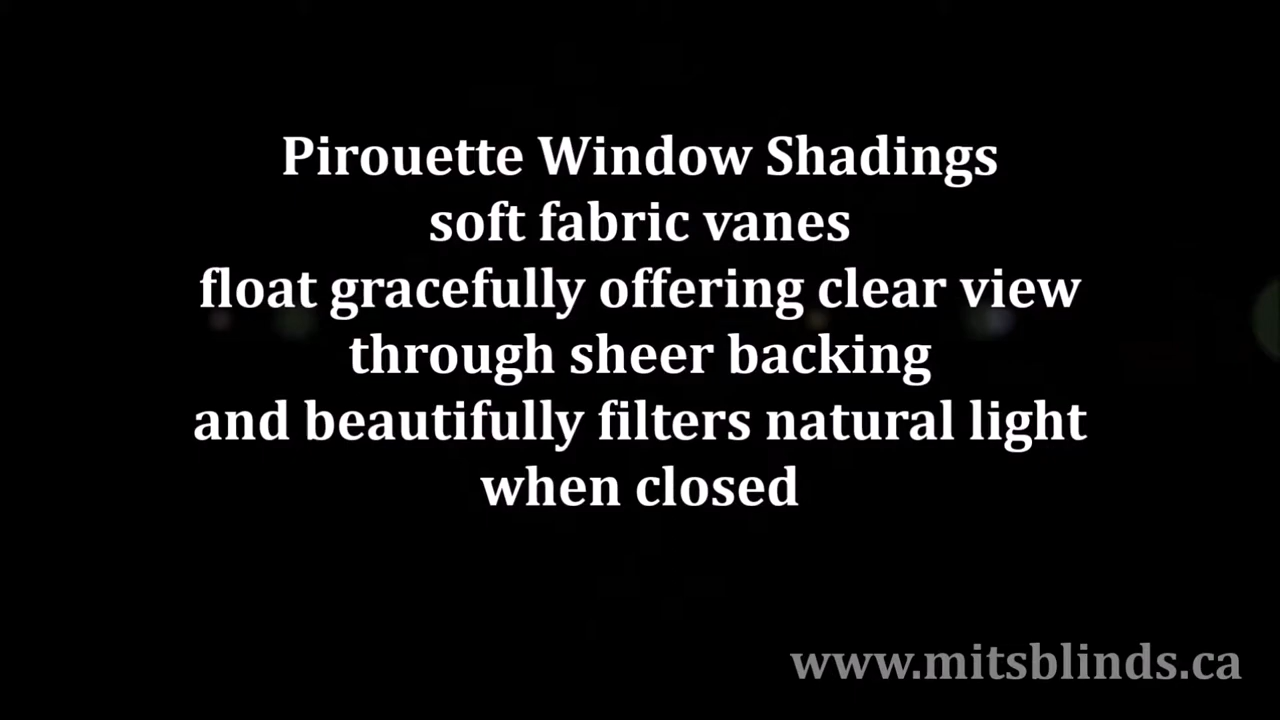 Pirouette Window Shadings
soft fabric vanes
float gracefully offering clear view
through sheer backing
and beautifully filters natural light
when closed
www.mitsblinds.ca